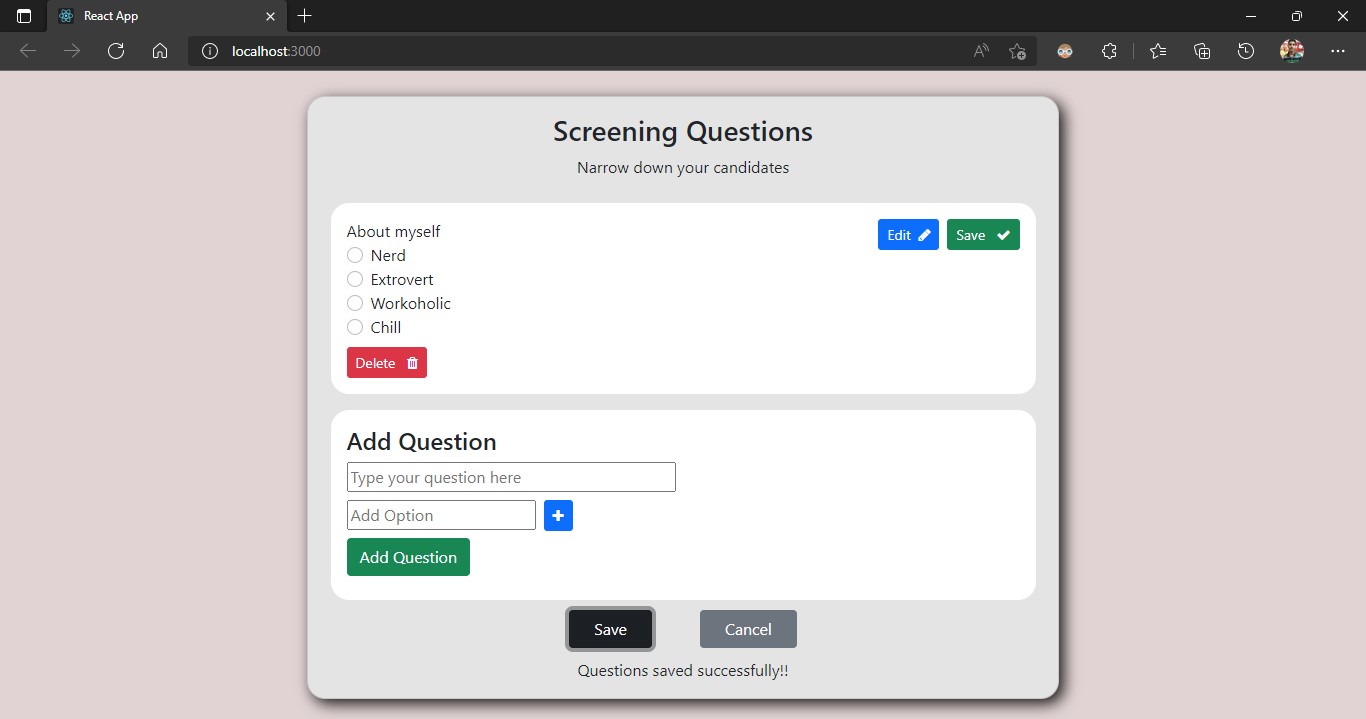 React App
localhost:3000
Screening Questions
Narrow down your candidates
About myself
Edit Save
Nerd
Extrovert
Workoholic
Chill
Delete
Add Question
Type your question here
Add Option
Add Question
Save Cancel
Questions saved successfully!!